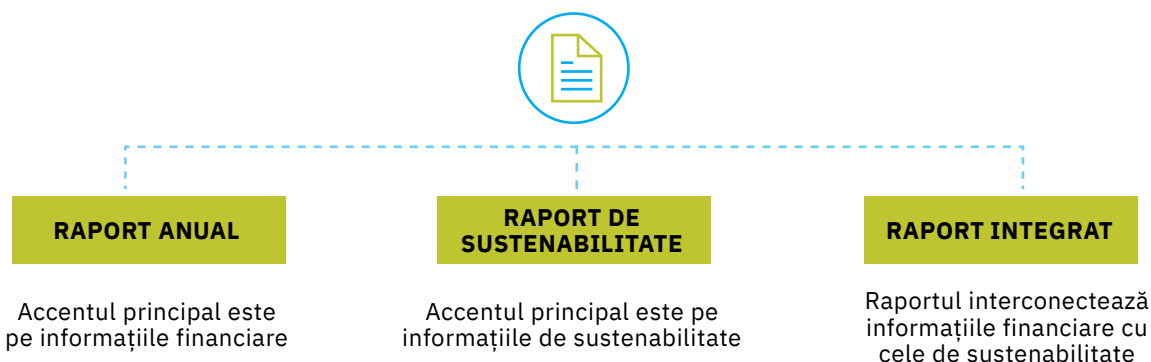 RAPORT ANUAL
Accentul principal este
pe informațiile financiare
RAPORT DE
SUSTENABILITATE
Accentul principal este pe
informațiile de sustenabilitate
RAPORT INTEGRAT
Raportul interconectează
informațiile financiare cu
cele de sustenabilitate